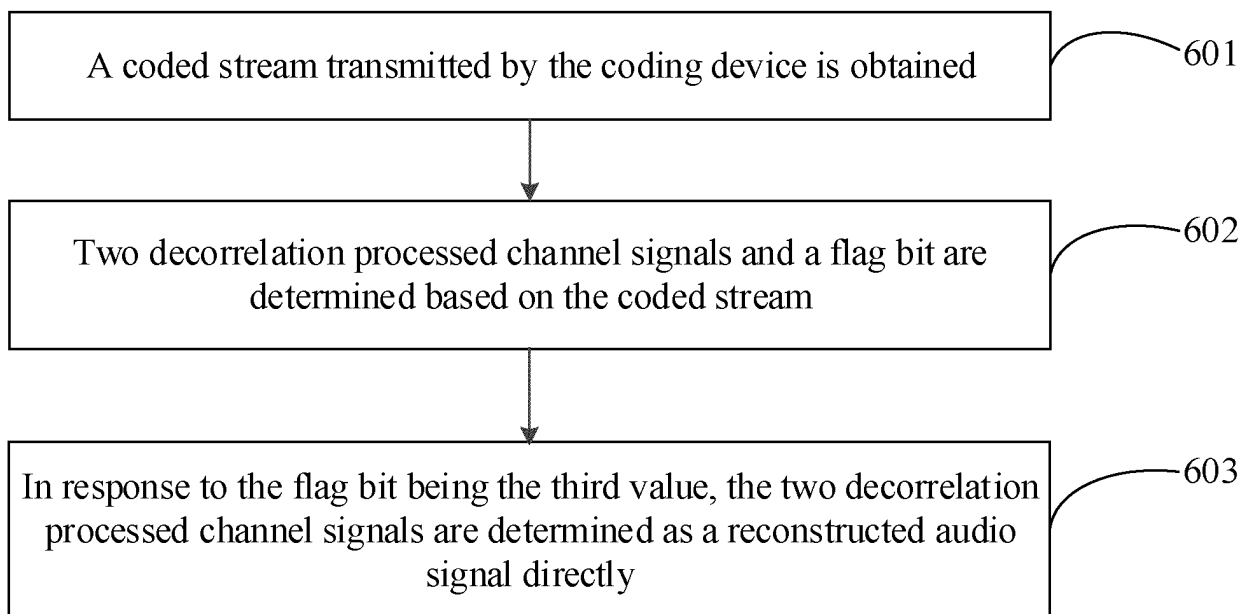 A coded stream transmitted by the coding device is obtained
601
Two decorrelation processed channel signals and a flag bit are
determined based on the coded stream
602
In response to the flag bit being the third value, the two decorrelation
processed channel signals are determined as a reconstructed audio
signal directly
603